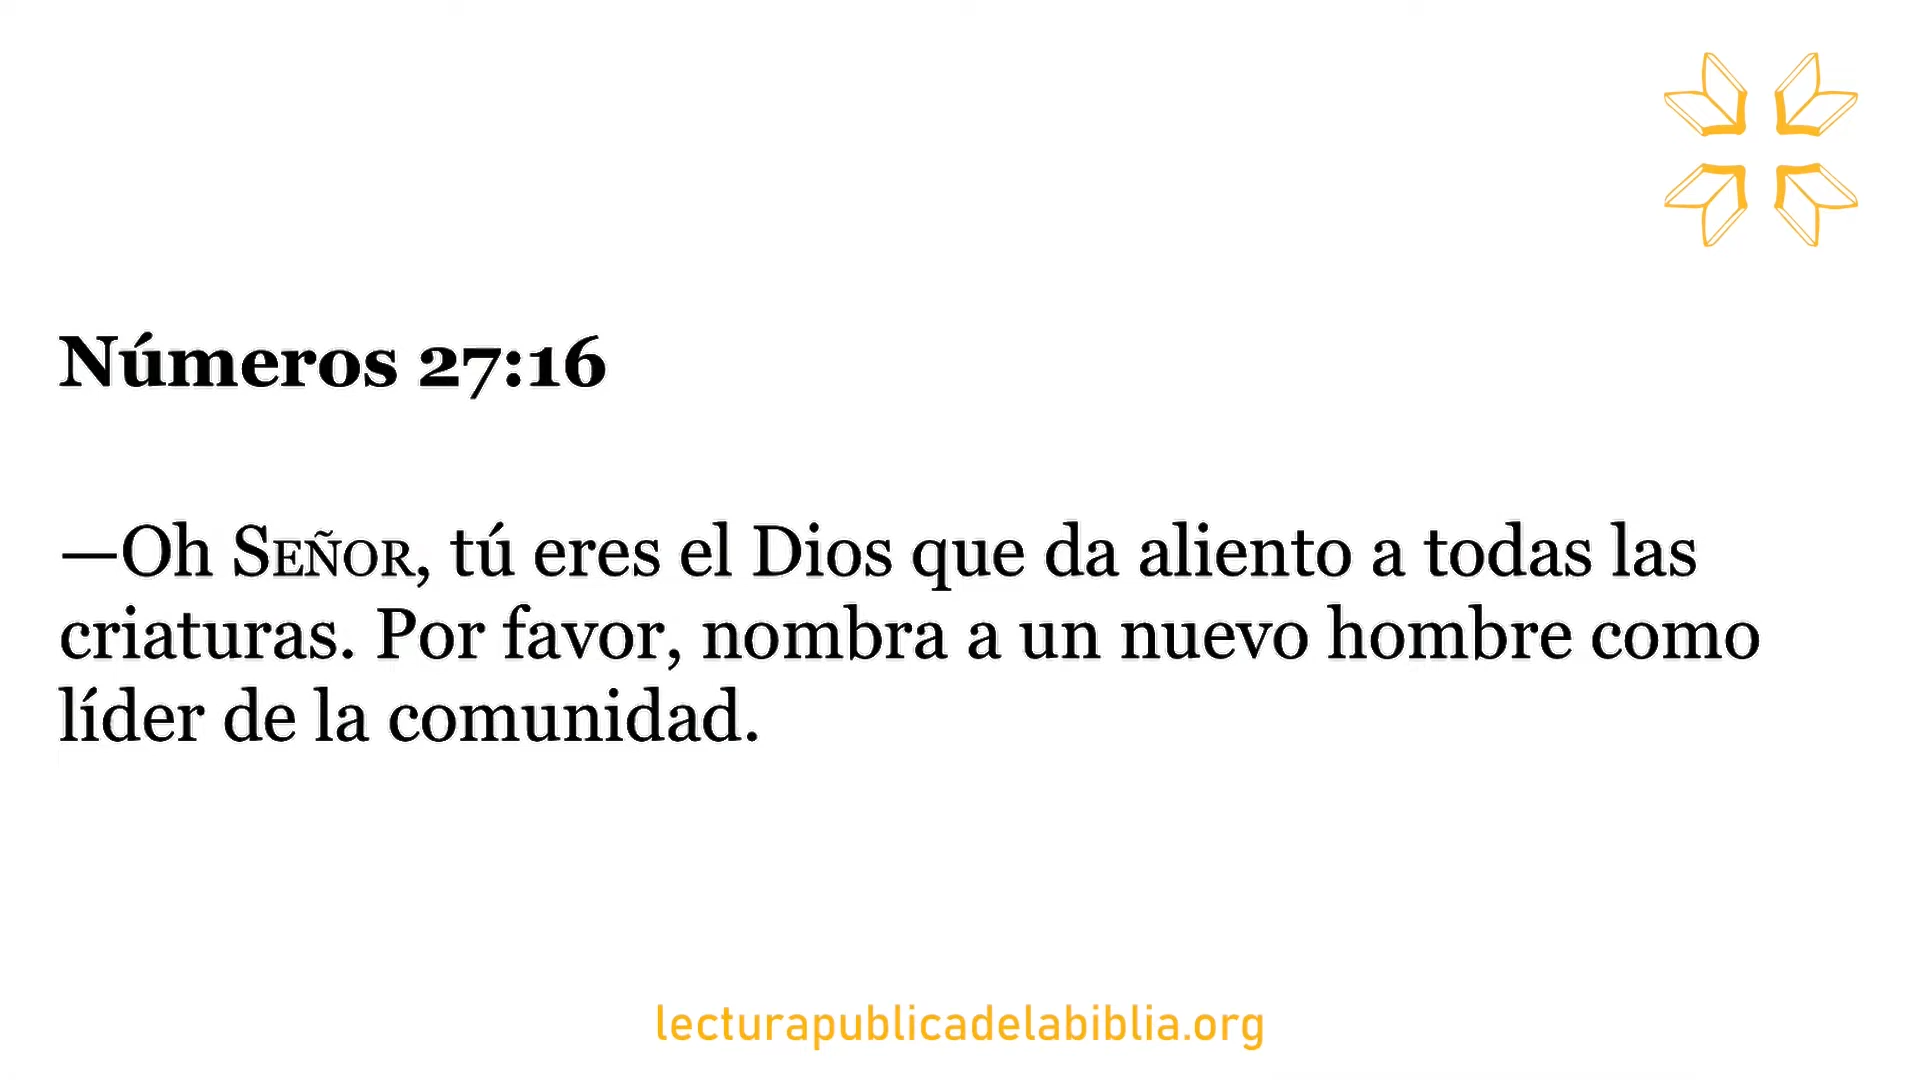 Números 27:16
—Oh SEÑOR, tú eres el Dios que da aliento a todas las
criaturas. Por favor, nombra a un nuevo hombre como
líder de la comunidad.
lecturapublicadelabiblia.org